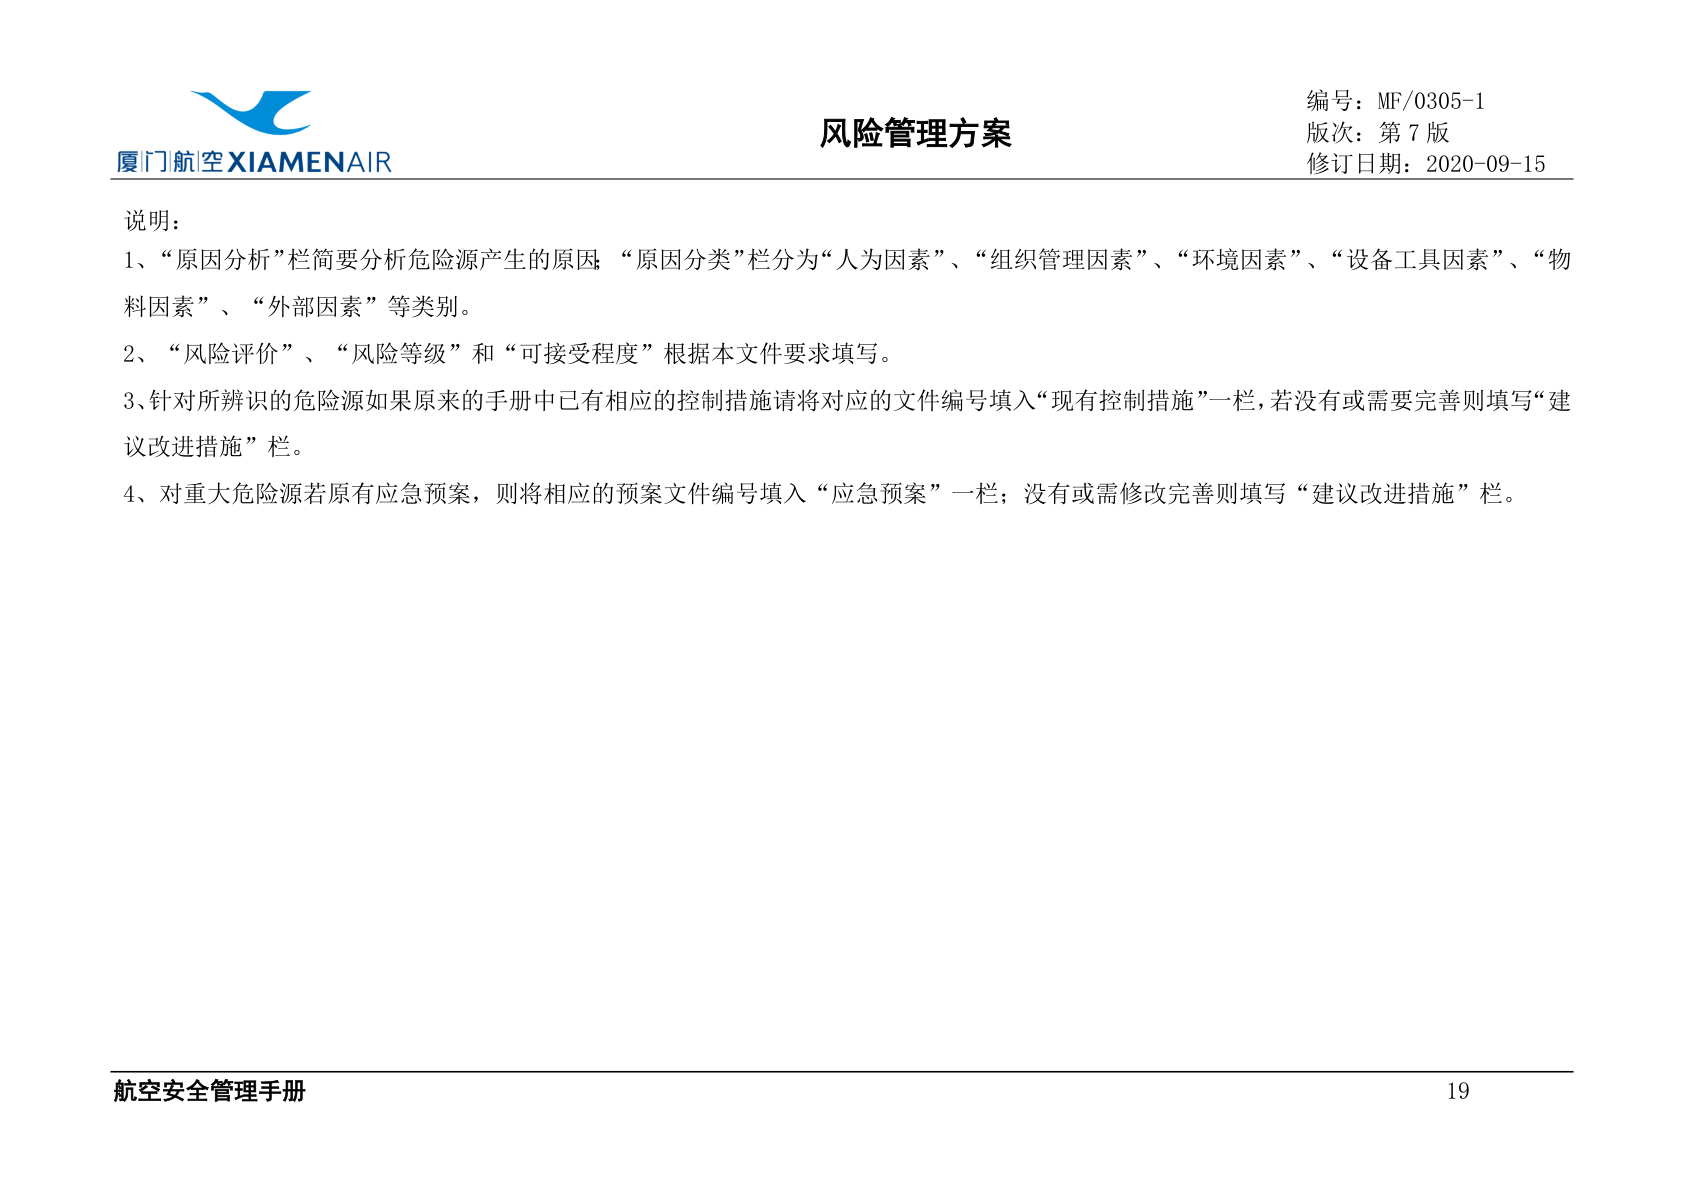 厦门航空 XIAMENAIR
风险管理方案
编号：MF/0305-1
版次：第 7 版
修订日期：2020-09-15
说明：
1、“原因分析”栏简要分析危险源产生的原因；“原因分类”栏分为“人为因素”、“组织管理因素”、“环境因素”、“设备工具因素”、“物
料因素”、“外部因素”等类别。
2、“风险评价”、“风险等级”和“可接受程度”根据本文件要求填写。
3、针对所辨识的危险源如果原来的手册中已有相应的控制措施请将对应的文件编号填入“现有控制措施”一栏，若没有或需要完善则填写“建
议改进措施”栏。
4、对重大危险源若原有应急预案，则将相应的预案文件编号填入“应急预案”一栏；没有或需修改完善则填写“建议改进措施”栏。
航空安全管理手册
19